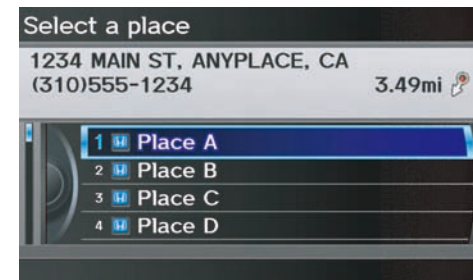 Select a place
1234 MAIN ST, ANYPLACE, CA
(310)555-1234 3.49mi
1 Place A
2 Place B
3 Place C
4 Place D